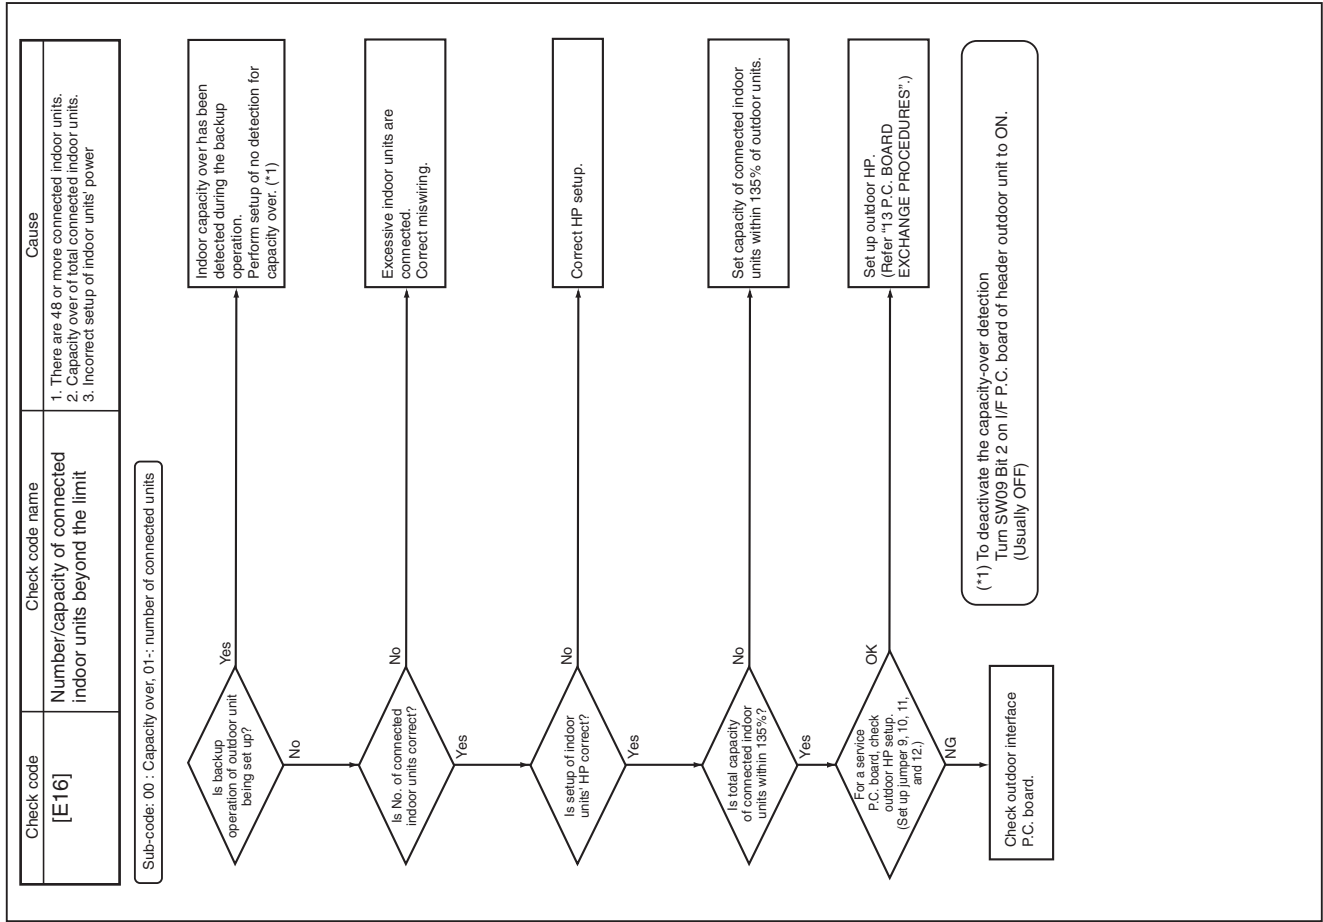 Check code
Check code name
Cause
[E16]
Number/capacity of connected
indoor units beyond the limit
1. There are 48 or more connected indoor units.
2. Capacity over of total connected indoor units.
3. Incorrect setup of indoor units' power
Sub-code: 00 : Capacity over, 01-: number of connected units
Is backup
operation of outdoor unit
being set up?
Yes
Indoor capacity over has been
detected during the backup
operation.
Perform setup of no detection for
capacity over. (*1)
No
Is No. of connected
indoor units correct?
No
Excessive indoor units are
connected.
Correct miswiring.
Yes
Is setup of indoor
units' HP correct?
No
Correct HP setup.
Yes
Is total capacity
of connected indoor
units within 135%?
No
Set capacity of connected indoor
units within 135% of outdoor units.
Yes
For a service
P.C. board, check
outdoor HP setup.
(Set up jumper 9, 10, 11,
and 12.)
OK
Set up outdoor HP.
(Refer “13 P.C. BOARD
EXCHANGE PROCEDURES”.)
NG
Check outdoor interface
P.C. board.
(*1) To deactivate the capacity-over detection
Turn SW09 Bit 2 on I/F P.C. board of header outdoor unit to ON.
(Usually OFF)